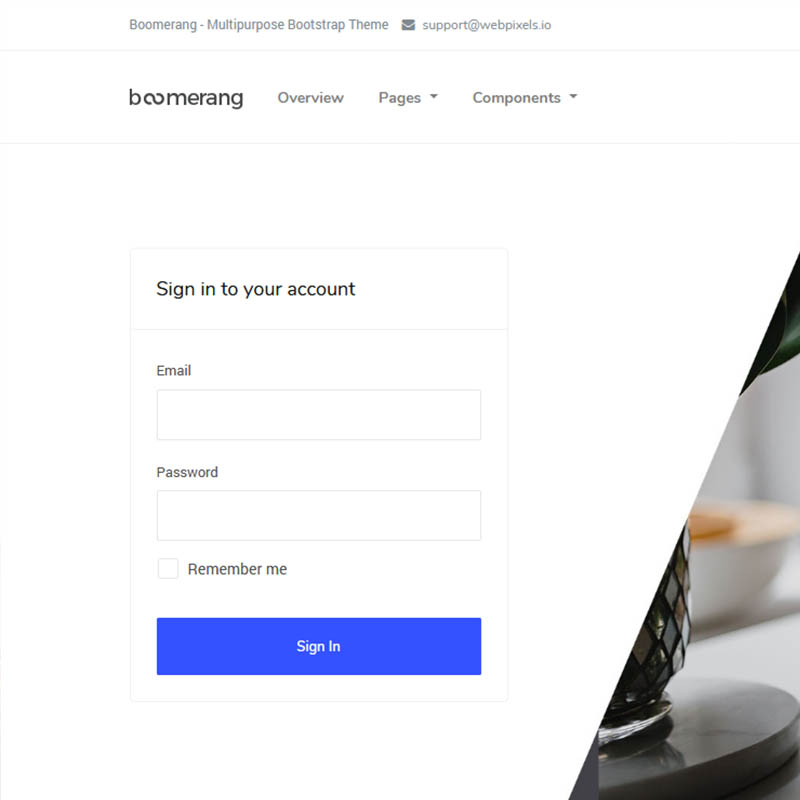 Boomerang - Multipurpose Bootstrap Theme support@webpixels.io
boomerang Overview Pages Components
Sign in to your account
Email
Password
Remember me
Sign In